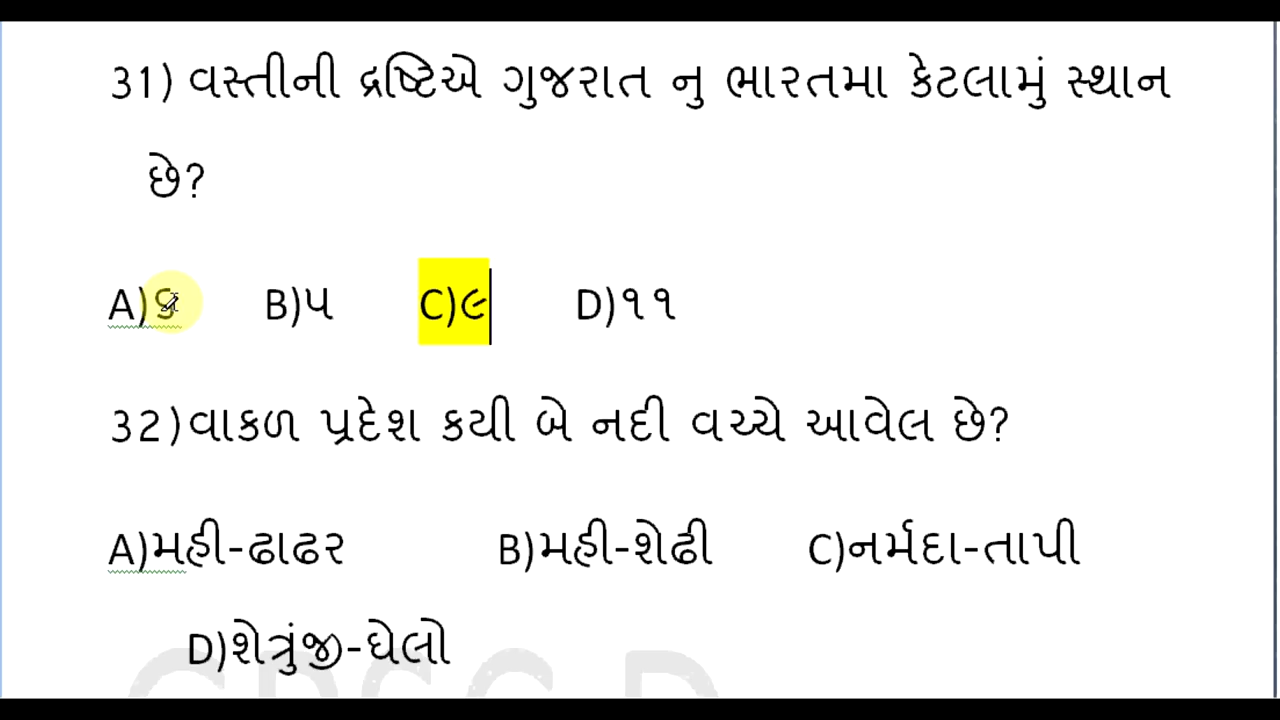 31) વસ્તીની દ્રષ્ટિએ ગુજરાત નુ ભારતમા કેટલામું સ્થાન
છે?
A) B)૫ C)૯ D)૧૧
32)વાકળ પ્રદેશ કયી બે નદી વચ્ચે આવેલ છે?
A)મહી-ઢાઢર B)મહી-શેઢી C)નર્મદા-તાપી
D)શેત્રુંજી-ઘેલો